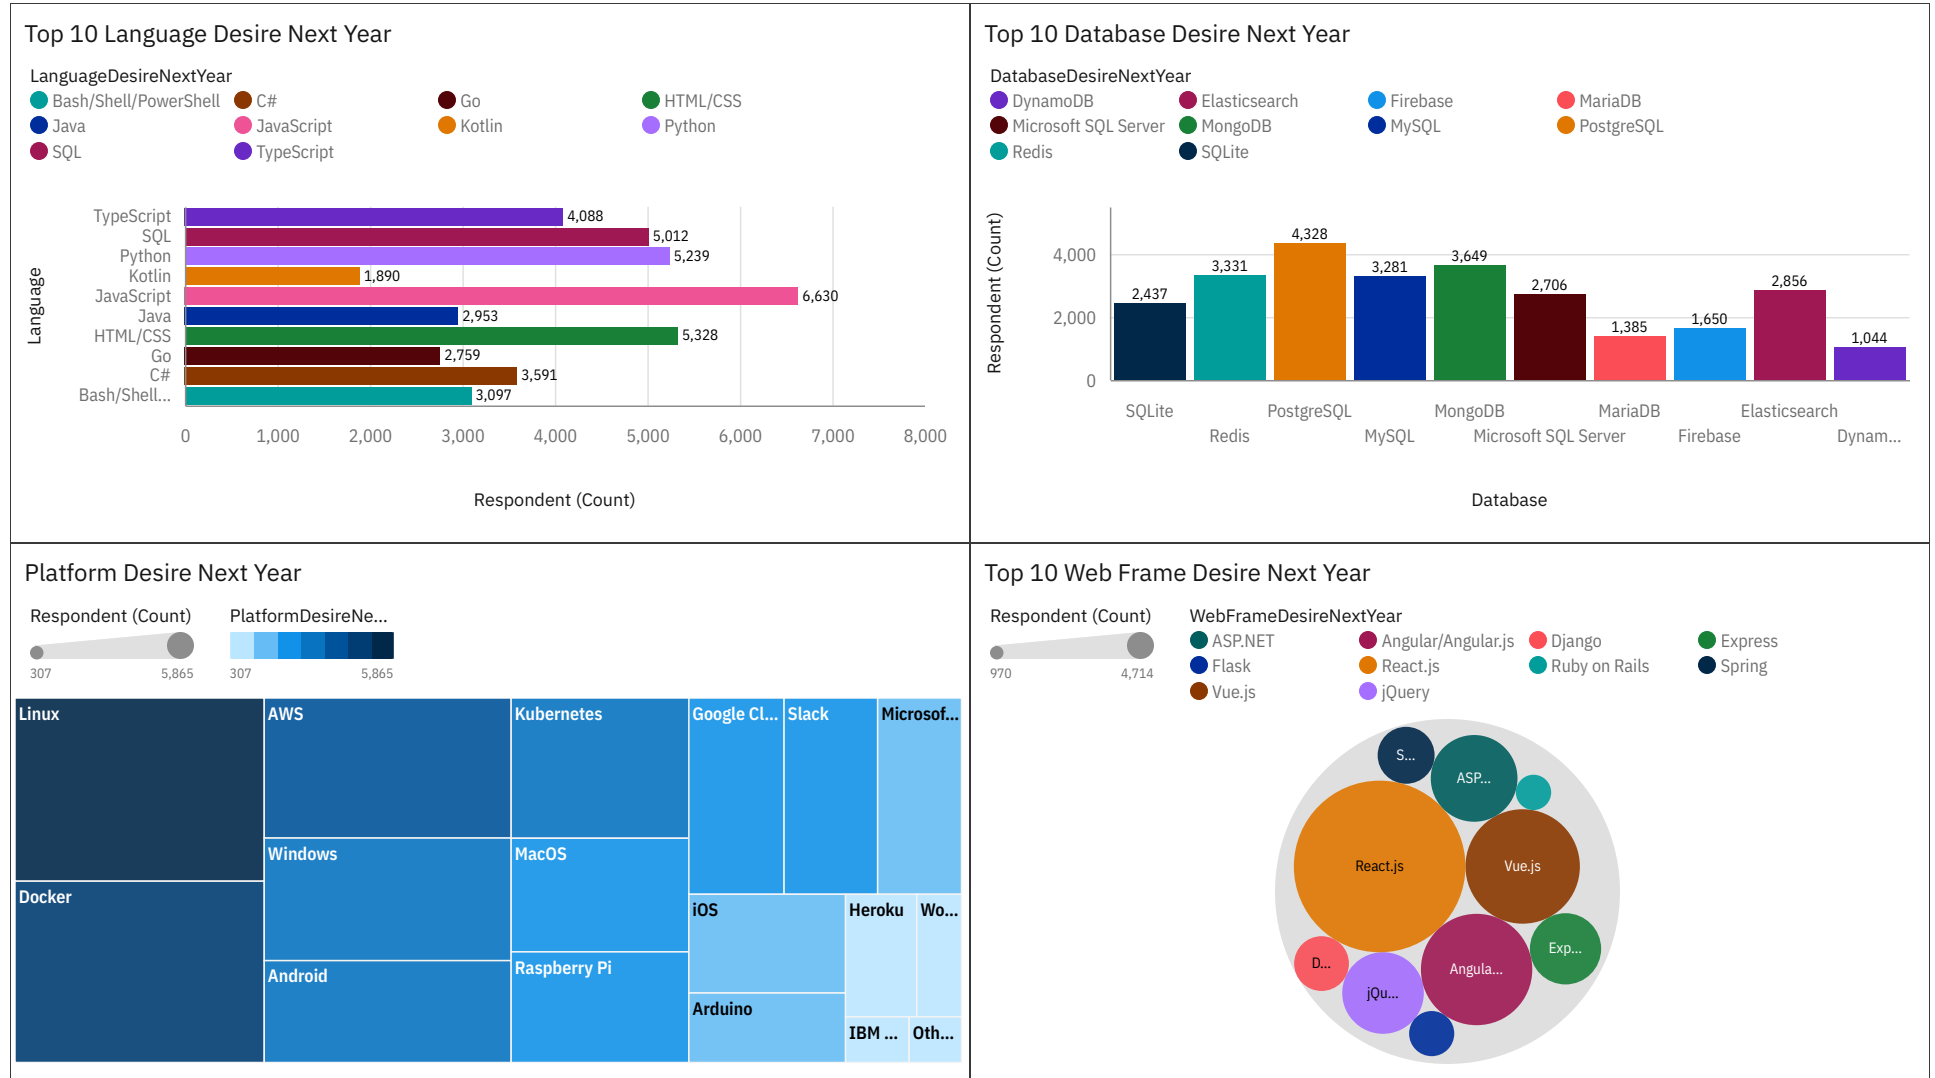 Top 10 Language Desire Next Year
LanguageDesireNextYear
Bash/Shell/PowerShell C# Go HTML/CSS
Java JavaScript Kotlin Python
SQL TypeScript
Language
TypeScript 4,088
SQL 5,012
Python 5,239
Kotlin 1,890
JavaScript 6,630
Java 2,953
HTML/CSS 5,328
Go 2,759
C# 3,591
Bash/Shell... 3,097
0 1,000 2,000 3,000 4,000 5,000 6,000 7,000 8,000
Respondent (Count)
Top 10 Database Desire Next Year
DatabaseDesireNextYear
DynamoDB Elasticsearch Firebase MariaDB
Microsoft SQL Server MongoDB MySQL PostgreSQL
Redis SQLite
Respondent (Count)
4,000
2,000
0
2,437 3,331 4,328 3,281 3,649 2,706 1,385 1,650 2,856 1,044
SQLite PostgreSQL MongoDB MariaDB Elasticsearch
Redis MySQL Microsoft SQL Server Firebase Dynam...
Database
Platform Desire Next Year
Respondent (Count) PlatformDesireNe...
307 5,865 307 5,865
Linux AWS Kubernetes Google Cl... Slack Microsof...
Windows MacOS
Docker iOS Heroku Wo...
Android Raspberry Pi
Arduino IBM ... Oth...
Top 10 Web Frame Desire Next Year
Respondent (Count) WebFrameDesireNextYear
970 4,714
ASP.NET Angular/Angular.js Django Express
Flask React.js Ruby on Rails Spring
Vue.js jQuery
S...
ASP...
React.js Vue.js
Exp...
D... Angula...
jQu...